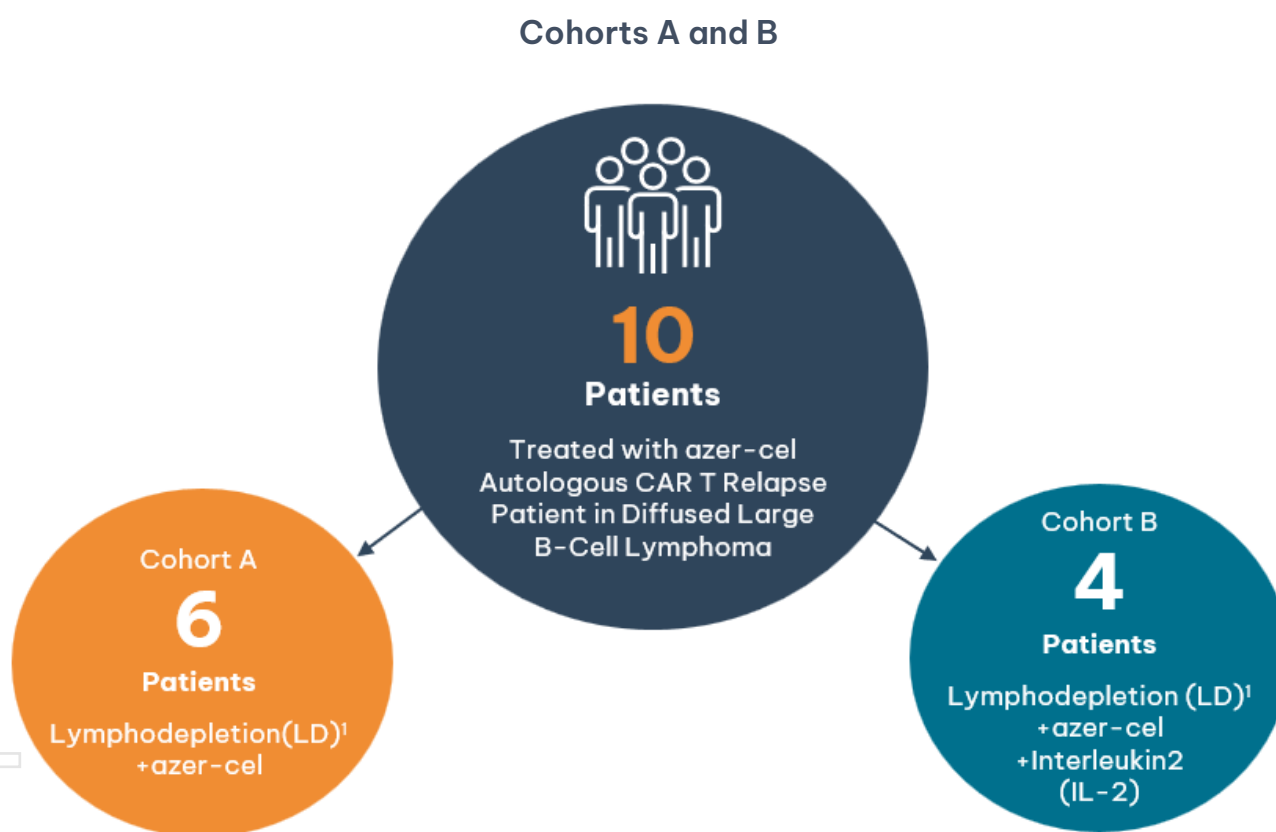 Cohorts A and B
10
Patients
Treated with azer-cel
Autologous CAR T Relapse
Patient in Diffused Large
B-Cell Lymphoma
Cohort A
6
Patients
Lymphodepletion(LD)¹
+azer-cel
Cohort B
4
Patients
Lymphodepletion (LD)¹
+azer-cel
+Interleukin2
(IL-2)